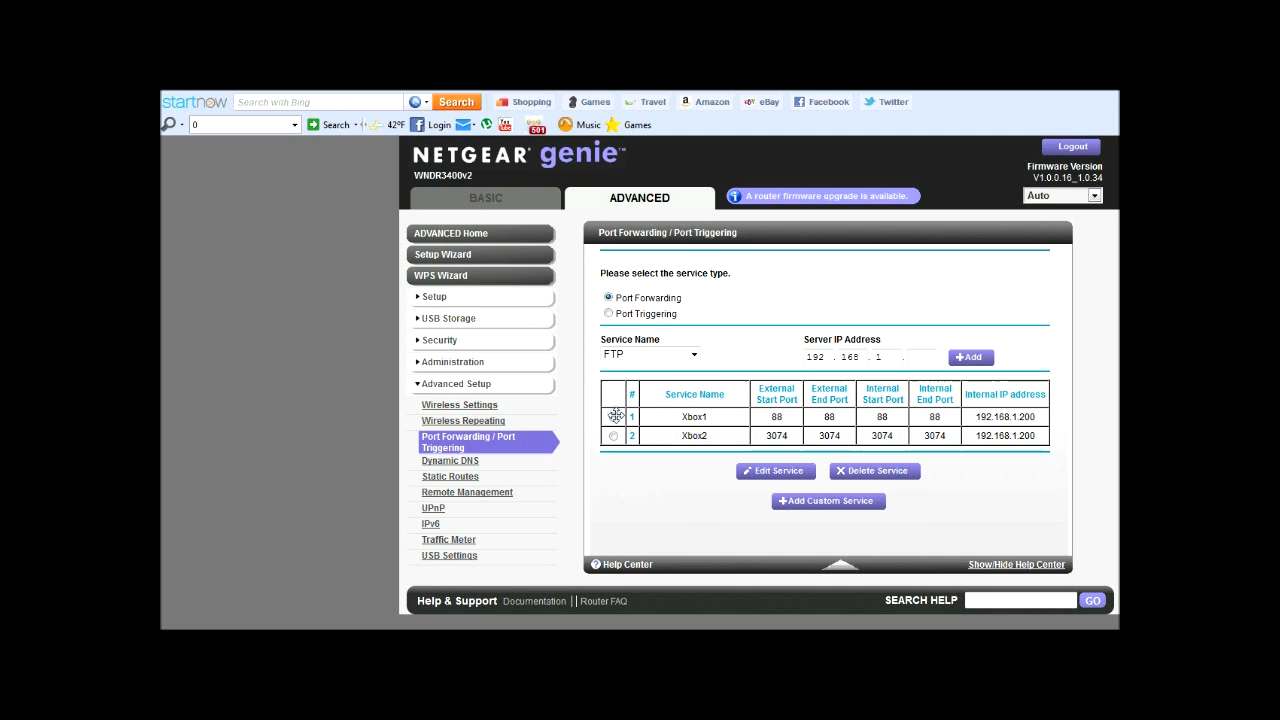 startnow Search with Bing Search Shopping Games Travel Amazon eBay Facebook Twitter
0 Search 42°F Login You Tube 501 Music Games
NETGEAR® genie™
WNDR3400v2
Logout
Firmware Version
V1.0.0.16_1.0.34
BASIC ADVANCED A router firmware upgrade is available. Auto
ADVANCED Home
Setup Wizard
WPS Wizard
Setup
USB Storage
Security
Administration
Advanced Setup
Wireless Settings
Wireless Repeating
Port Forwarding / Port
Triggering
Dynamic DNS
Static Routes
Remote Management
UPnP
IPv6
Traffic Meter
USB Settings
Port Forwarding / Port Triggering
Please select the service type.
Port Forwarding
Port Triggering
Service Name Server IP Address
FTP 192 . 168 . 1 . Add
# Service Name External Start Port External End Port Internal Start Port Internal End Port Internal IP address
1 Xbox1 88 88 88 88 192.168.1.200
2 Xbox2 3074 3074 3074 3074 192.168.1.200
Edit Service Delete Service
Add Custom Service
Help Center Show/Hide Help Center
Help & Support Documentation || Router FAQ SEARCH HELP GO